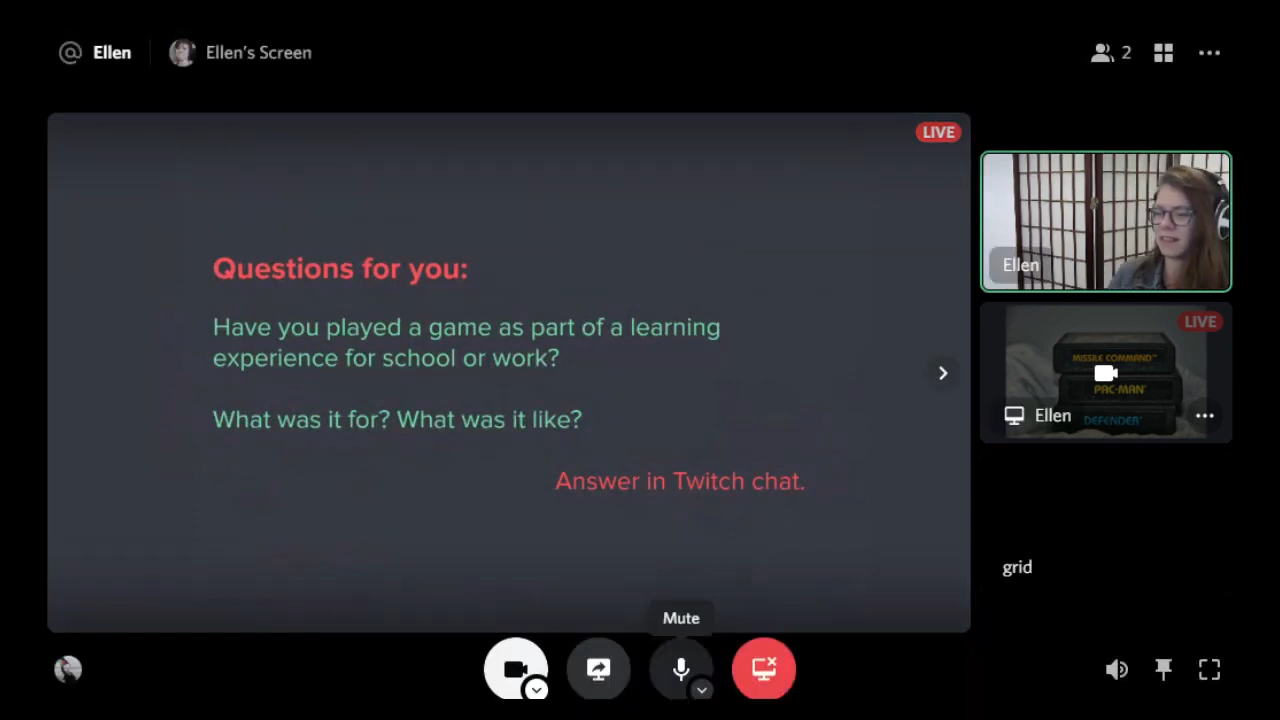 Ellen
Ellen's Screen
2
LIVE
Questions for you:
Have you played a game as part of a learning
experience for school or work?
What was it for? What was it like?
Answer in Twitch chat.
Ellen
LIVE
MISSILE COMMAND™
PAC-MAN
DEFENDER
Ellen
grid
Mute